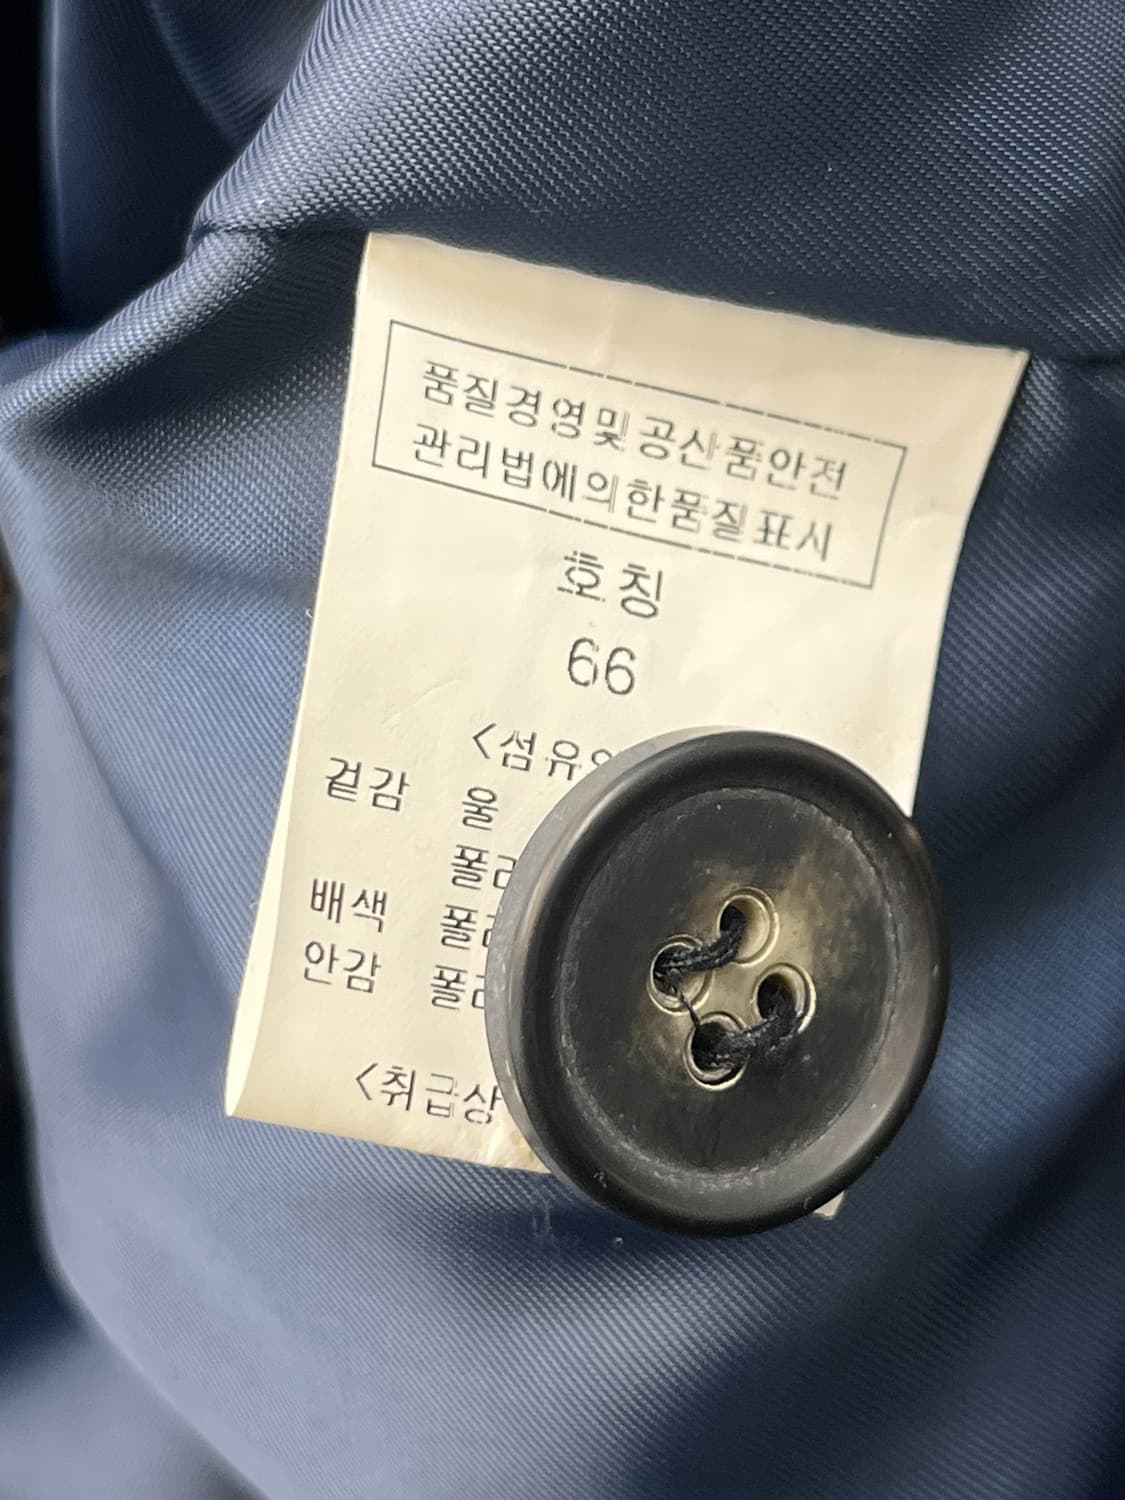 품질경영및공산품안전
관리법에의한품질표시
호칭
66
<섬유
겉감 울
배색
안감
<취급상